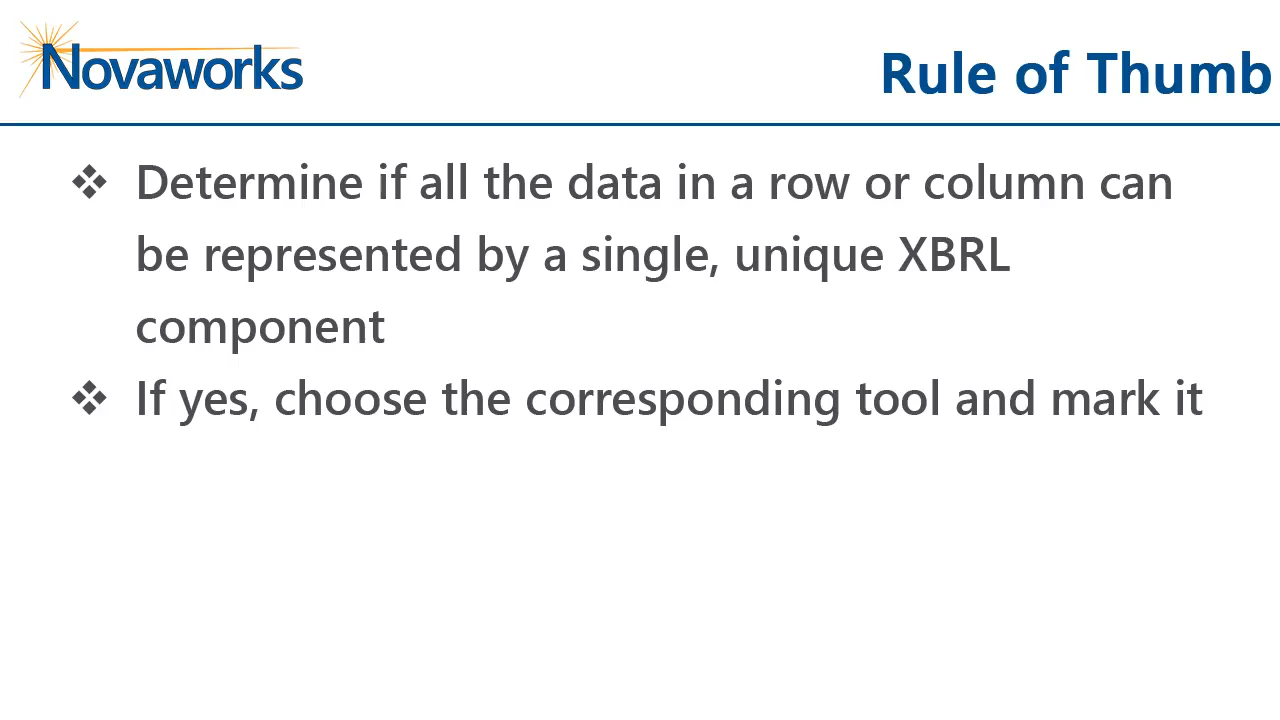 Novaworks
Rule of Thumb
❖ Determine if all the data in a row or column can
be represented by a single, unique XBRL
component
❖ If yes, choose the corresponding tool and mark it